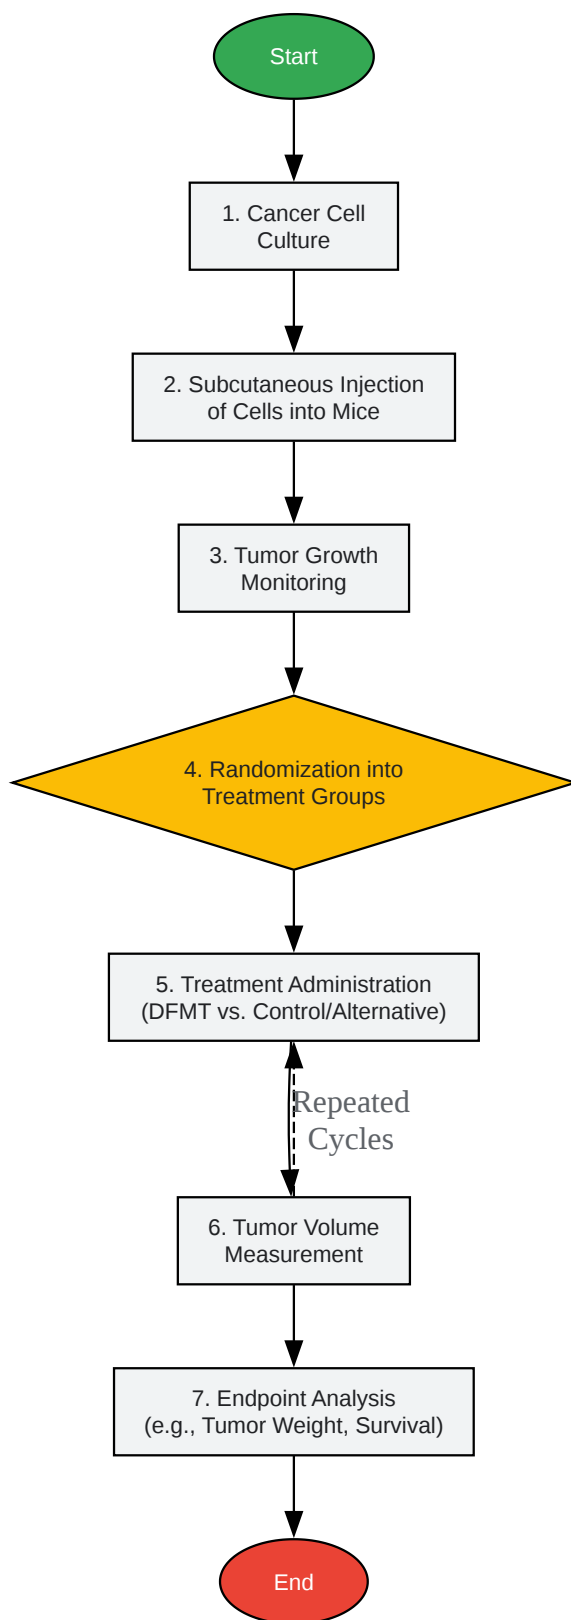 Start
1. Cancer Cell
Culture
2. Subcutaneous Injection
of Cells into Mice
3. Tumor Growth
Monitoring
4. Randomization into
Treatment Groups
5. Treatment Administration
(DFMT vs. Control/Alternative)
Repeated
Cycles
6. Tumor Volume
Measurement
7. Endpoint Analysis
(e.g., Tumor Weight, Survival)
End